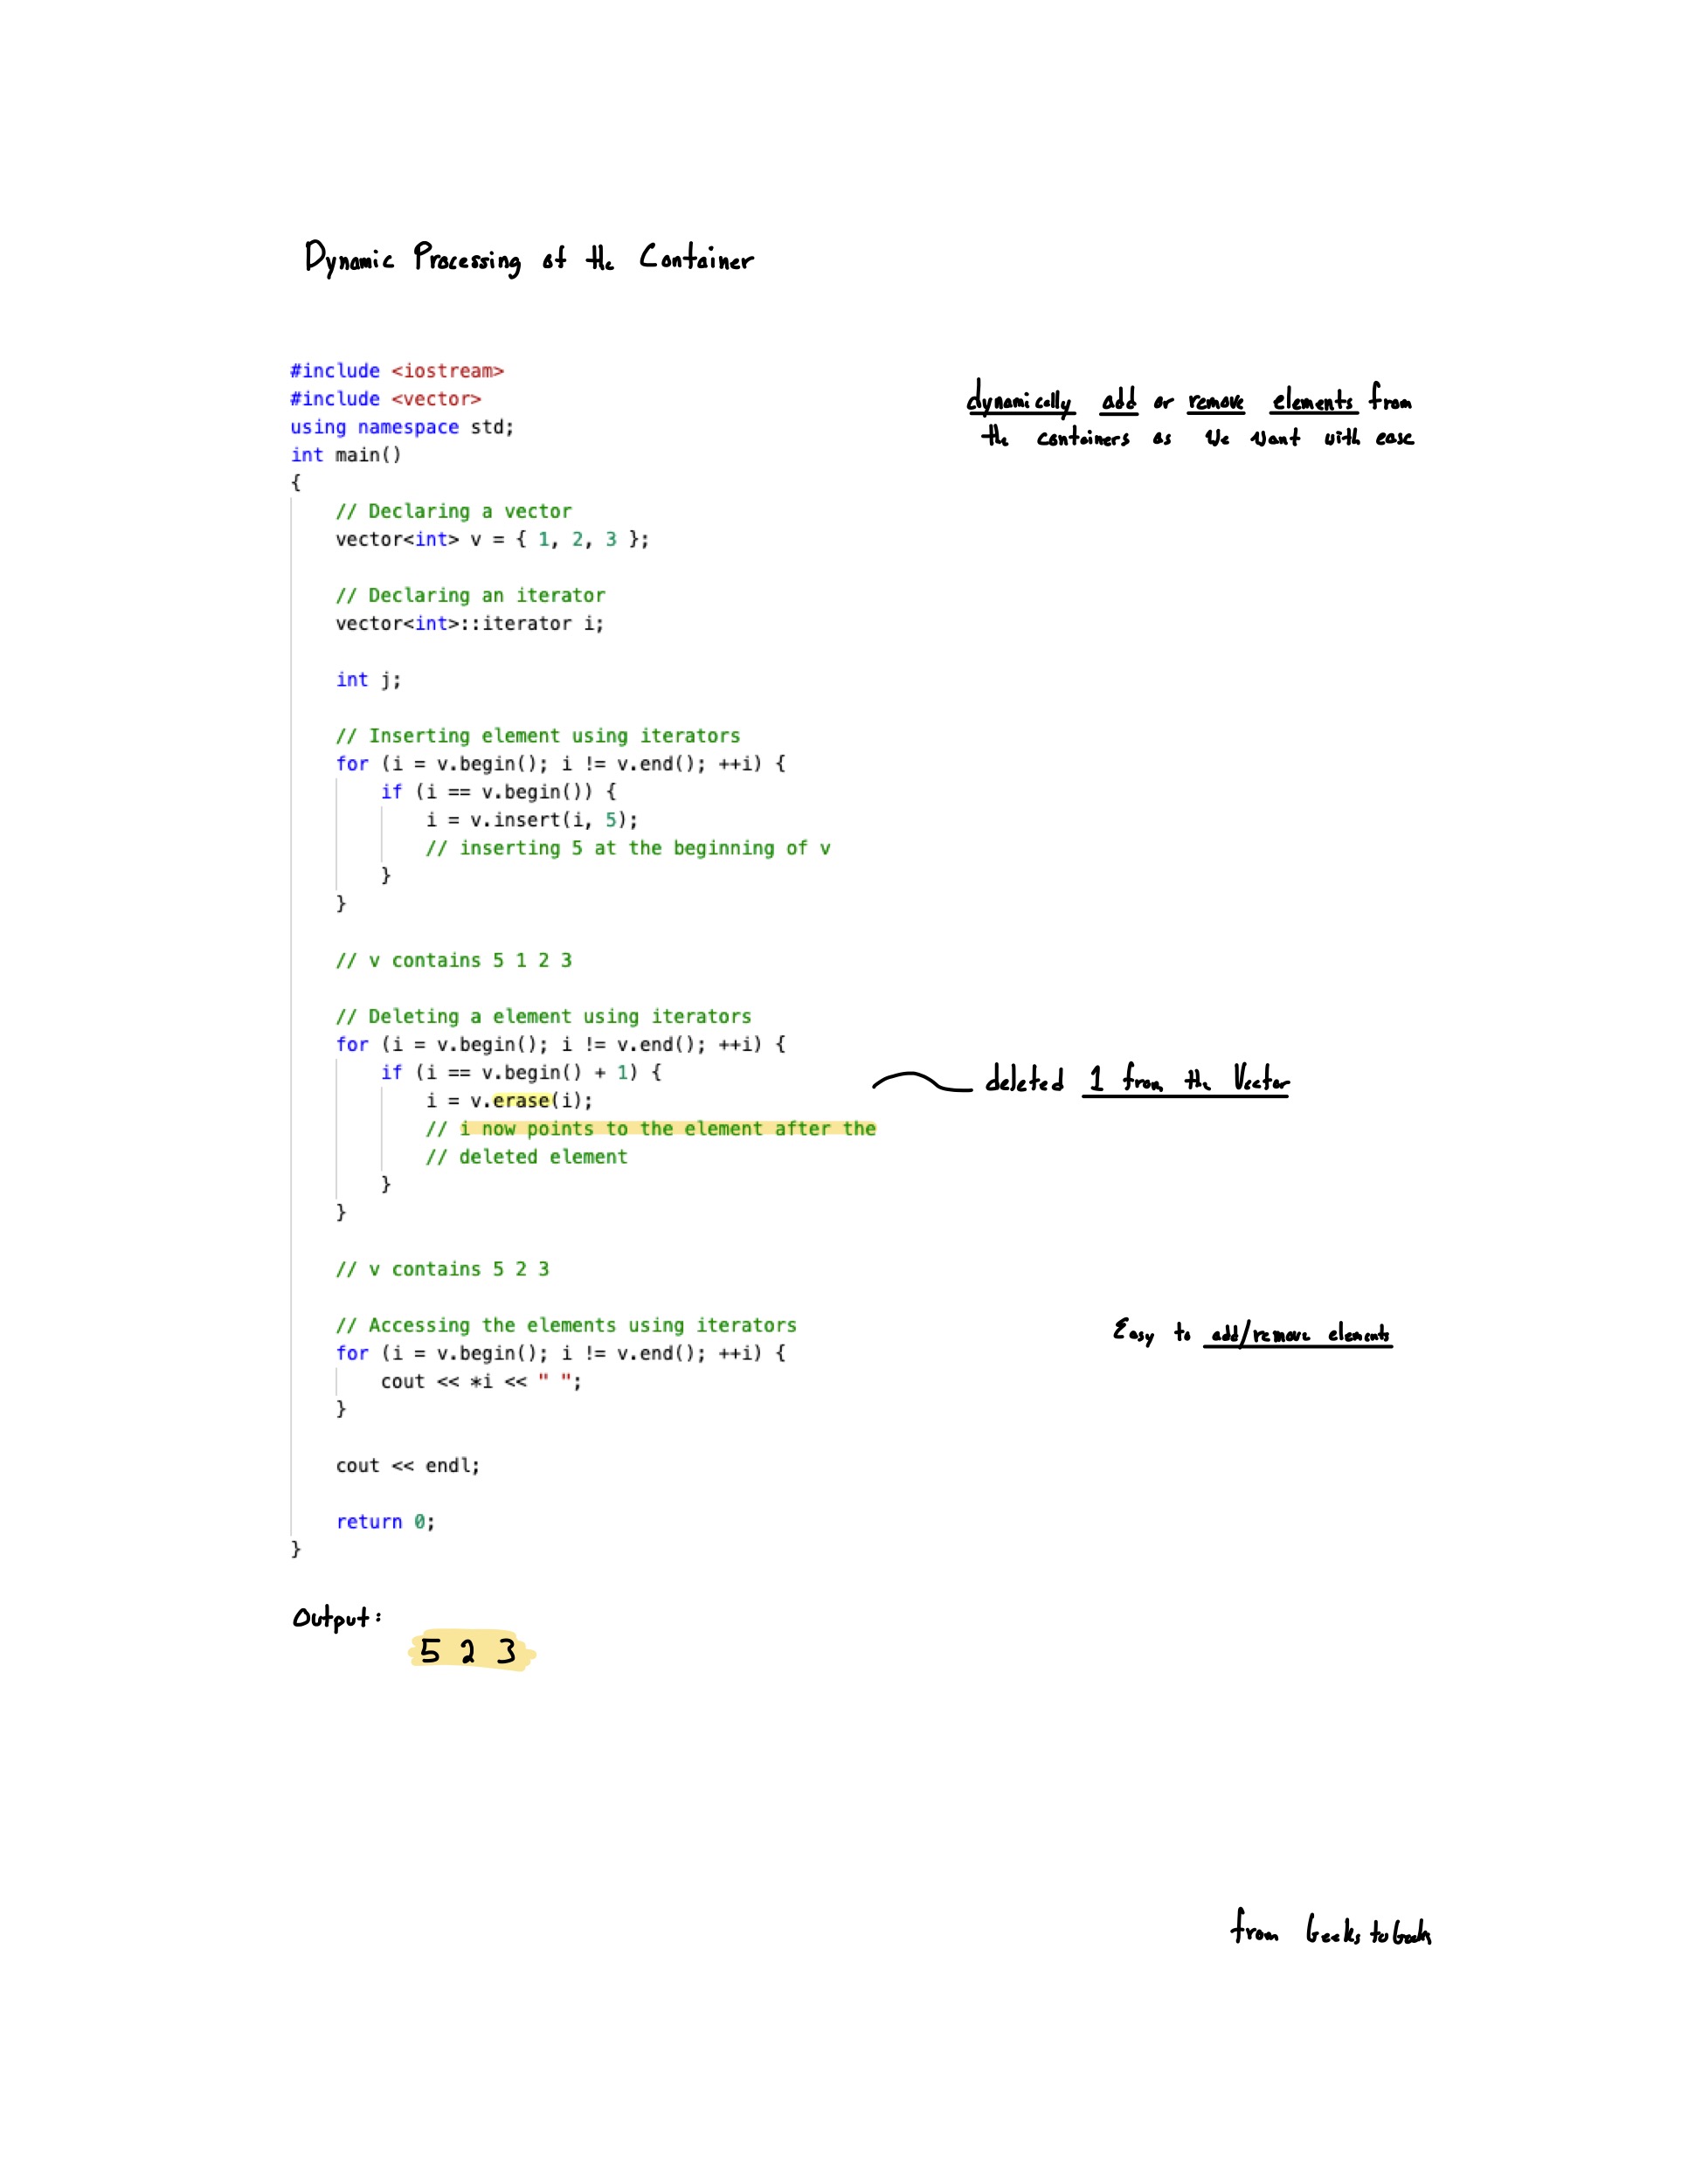 Dynamic Processing of the Container
#include <iostream>
#include <vector>
using namespace std;
int main()
{
// Declaring a vector
vector<int> v = { 1, 2, 3 };
// Declaring an iterator
vector<int>::iterator i;
int j;
// Inserting element using iterators
for (i = v.begin(); i != v.end(); ++i) {
if (i == v.begin()) {
i = v.insert(i, 5);
// inserting 5 at the beginning of v
}
}
// v contains 5 1 2 3
// Deleting a element using iterators
for (i = v.begin(); i != v.end(); ++i) {
if (i == v.begin() + 1) {
i = v.erase(i);
// i now points to the element after the
// deleted element
}
}
// v contains 5 2 3
// Accessing the elements using iterators
for (i = v.begin(); i != v.end(); ++i) {
cout << *i << " ";
}
cout << endl;
return 0;
}
dynamically add or remove elements from
the containers as we want with ease
deleted 1 from the Vector
Easy to add/remove elements
Output:
5 2 3
from Geeks to Geeks